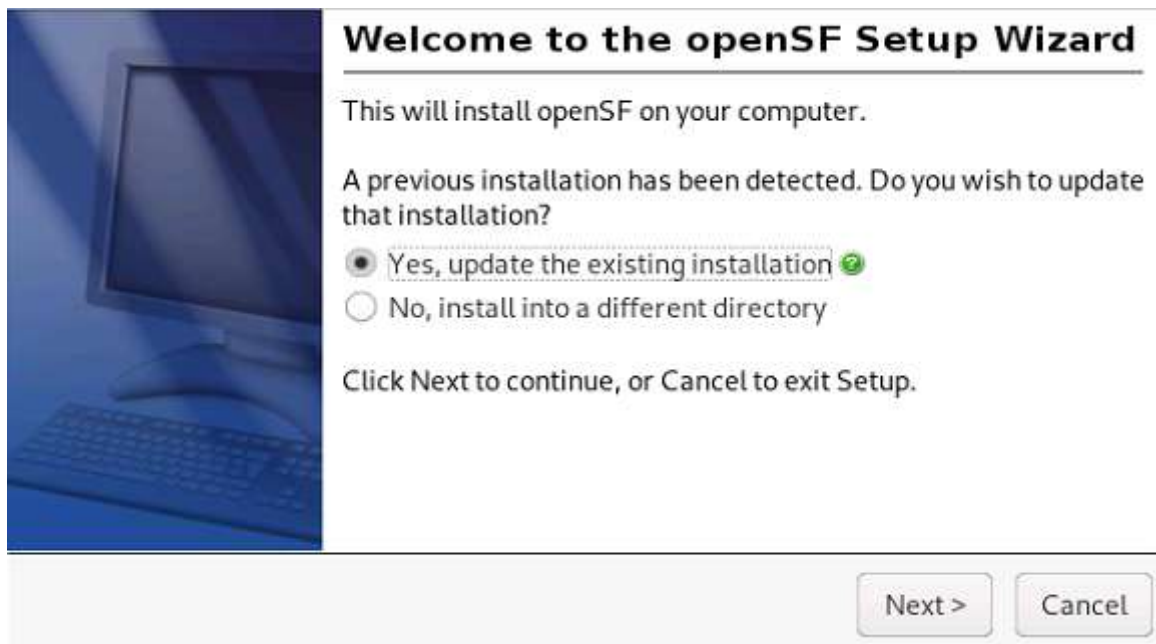 Welcome to the openSF Setup Wizard
This will install openSF on your computer.
A previous installation has been detected. Do you wish to update
that installation?
Yes, update the existing installation
No, install into a different directory
Click Next to continue, or Cancel to exit Setup.
Next >
Cancel